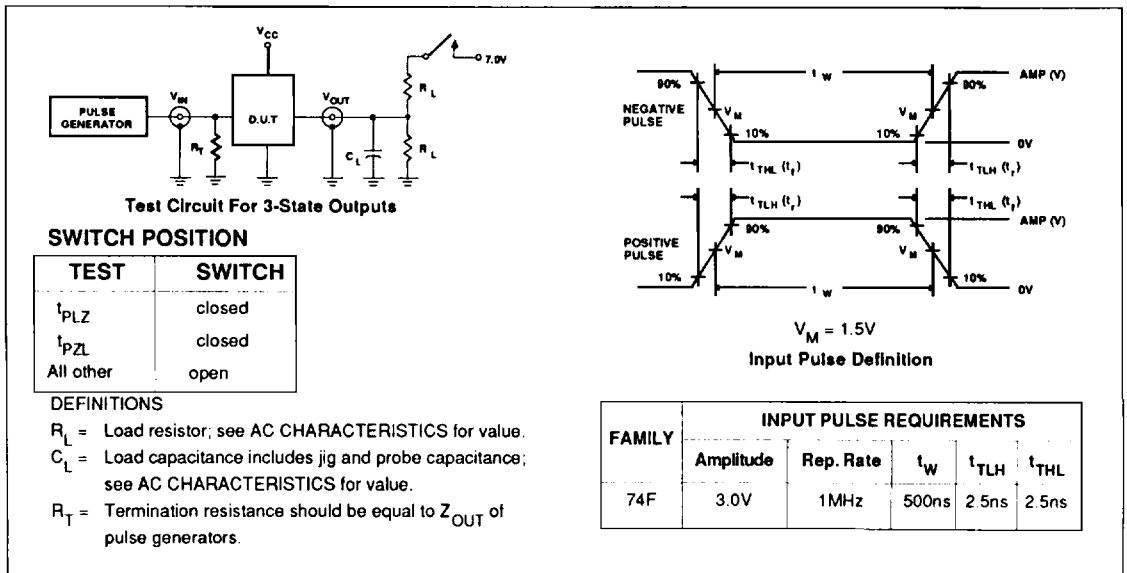 VCC
7.0V
RL
PULSE GENERATOR
VIN
RT
D.U.T
VOUT
CL
RL
Test Circuit For 3-State Outputs
SWITCH POSITION
TEST SWITCH
tPLZ closed
tPZL closed
All other open
DEFINITIONS
RL = Load resistor; see AC CHARACTERISTICS for value.
CL = Load capacitance includes jig and probe capacitance;
see AC CHARACTERISTICS for value.
RT = Termination resistance should be equal to ZOUT of
pulse generators.
tW
90% 90% AMP (V)
NEGATIVE
PULSE
VM VM
10% 10%
0V
tTHL (tf) tTLH (tr)
tTLH (tr) tTHL (tf)
AMP (V)
90% 90%
POSITIVE
PULSE
VM VM
10% 10%
0V
tW
VM = 1.5V
Input Pulse Definition
FAMILY INPUT PULSE REQUIREMENTS
Amplitude Rep. Rate tW tTLH tTHL
74F 3.0V 1MHz 500ns 2.5ns 2.5ns